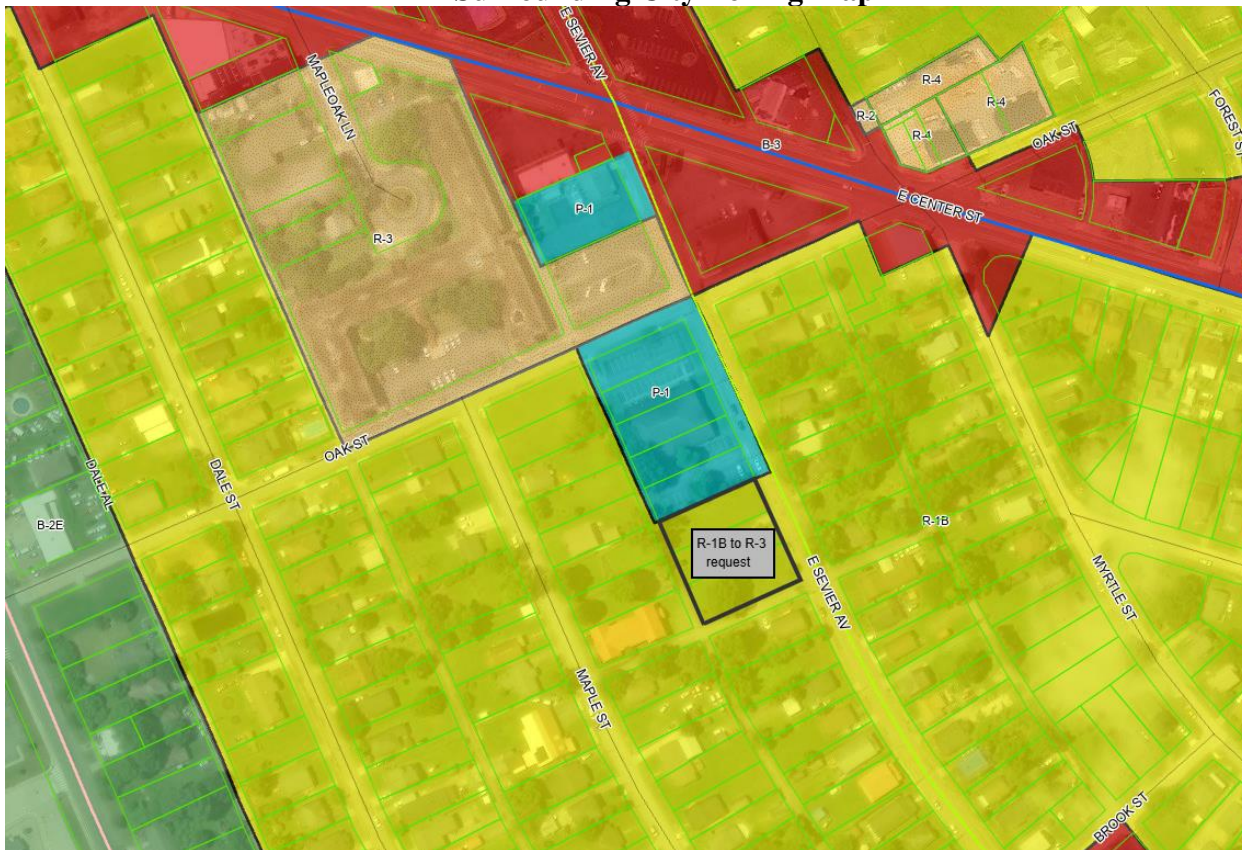 Surrounding City Zoning Map
E SEVIER AV
MAPLEOAK LN
R-4
R-4
R-2
R-4
OAK ST
FOREST ST
B-3
E CENTER ST
P-1
R-3
P-1
OAK ST
DALE AL
DALE ST
B-2E
R-1B to R-3
request
R-1B
E SEVIER AV
MYRTLE ST
MAPLE ST
BROOK ST